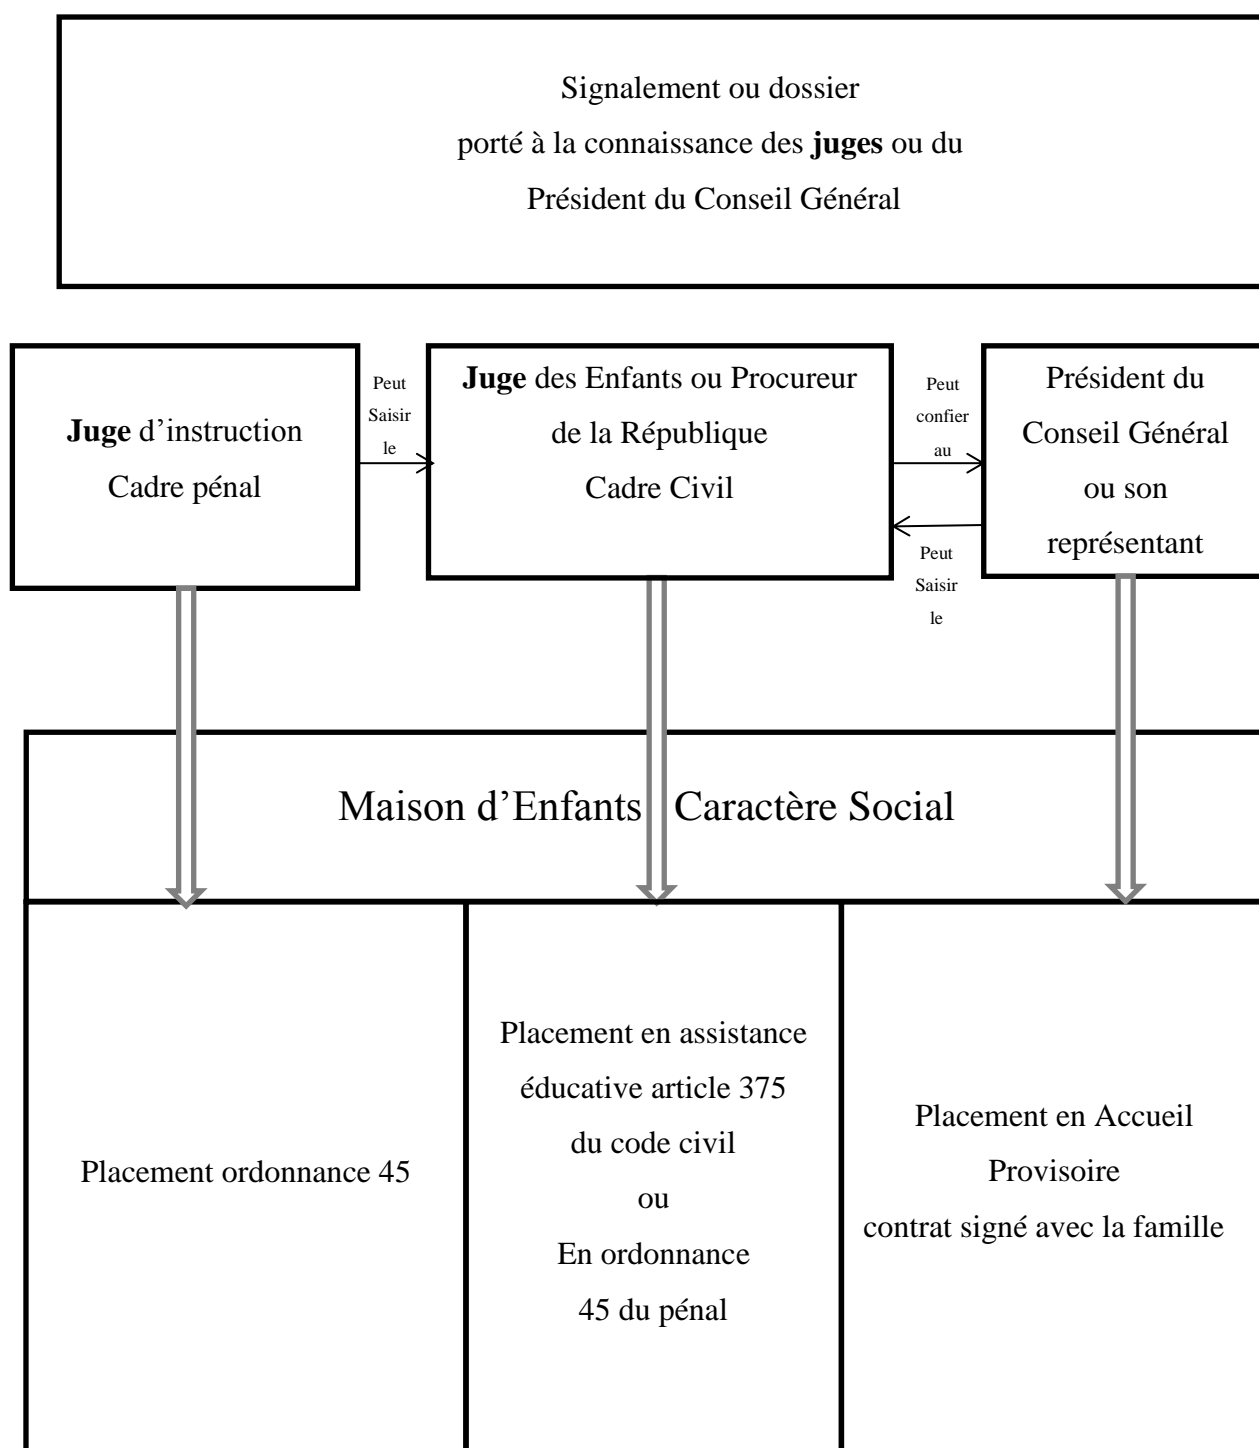 Signalement ou dossier
porté à la connaissance des juges ou du
Président du Conseil Général
Juge d’instruction
Cadre pénal
Peut
Saisir
le
Juge des Enfants ou Procureur
de la République
Cadre Civil
Peut
confier
au
Peut
Saisir
le
Président du
Conseil Général
ou son
représentant
Maison d’Enfants Caractère Social
Placement ordonnance 45
Placement en assistance
éducative article 375
du code civil
ou
En ordonnance
45 du pénal
Placement en Accueil
Provisoire
contrat signé avec la famille